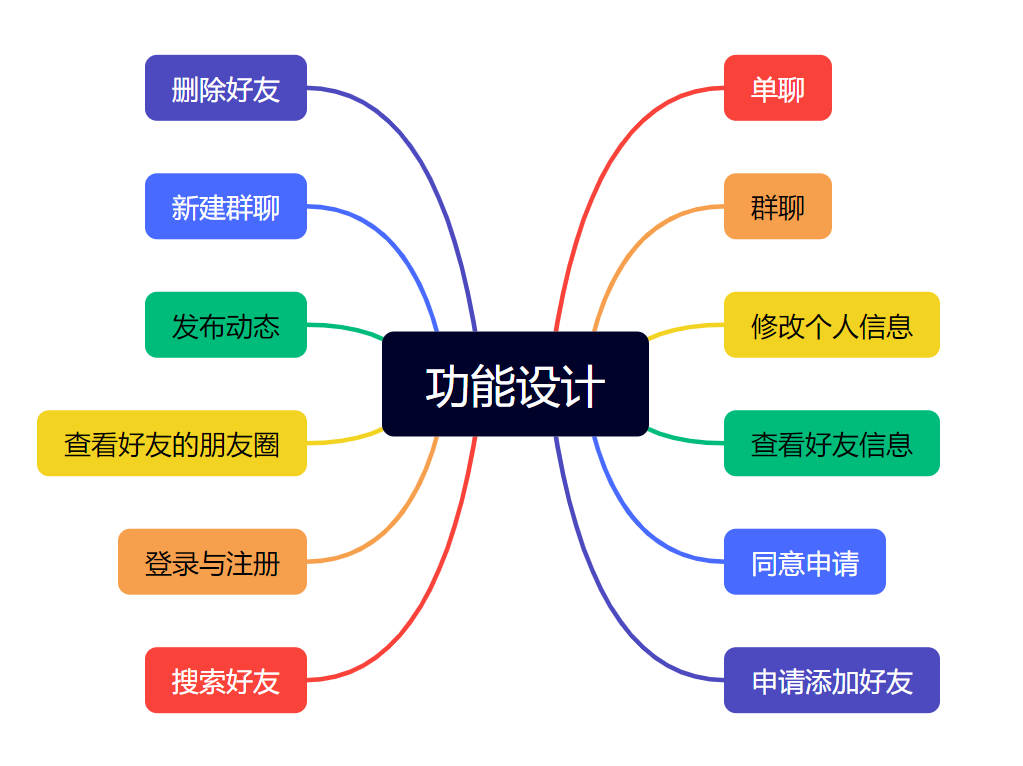 删除好友
新建群聊
发布动态
查看好友的朋友圈
登录与注册
搜索好友
功能设计
单聊
群聊
修改个人信息
查看好友信息
同意申请
申请添加好友